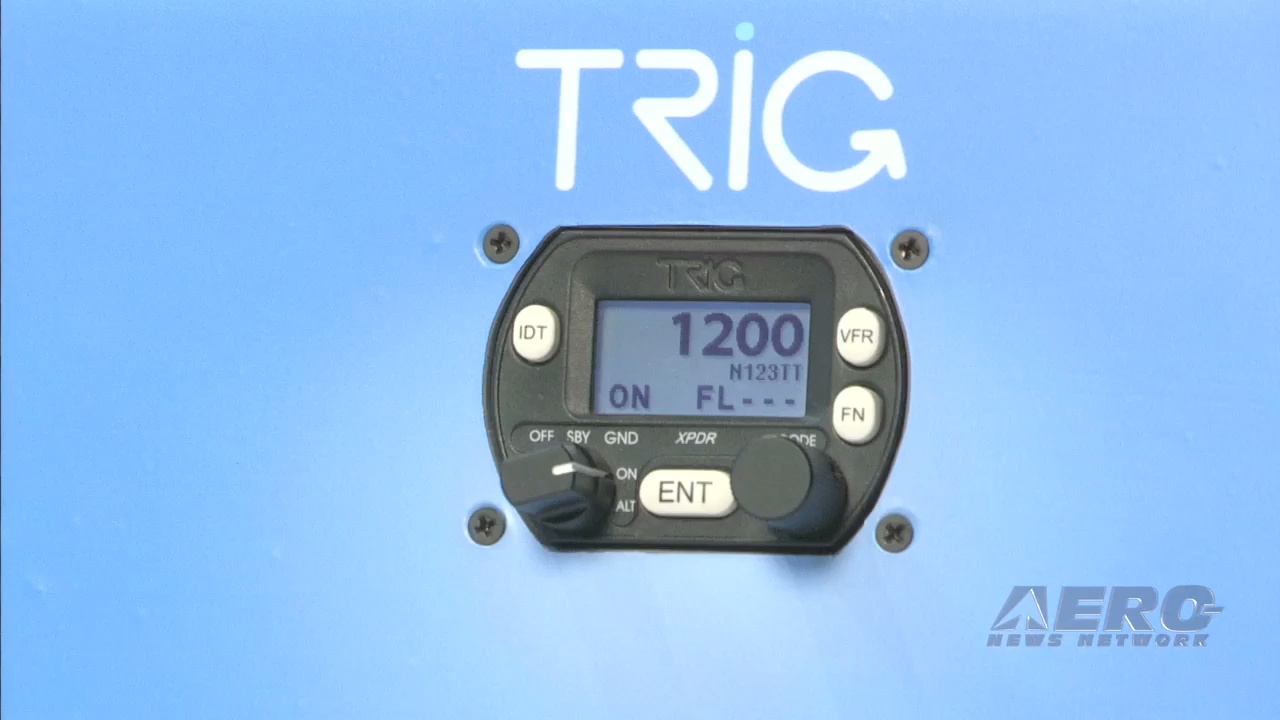 TRIG
TRIG
IDT
1200
VFR
N123TT
ON FL---
FN
OFF SBY GND XPDR
ON
ENT
ALT
AERO
NEWS NETWORK